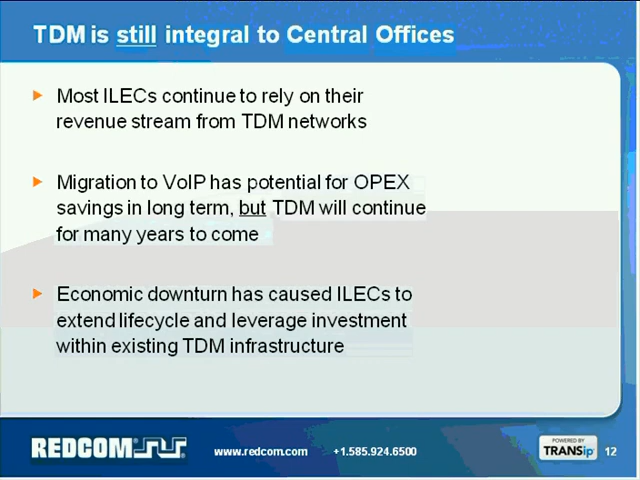 TDM is still integral to Central Offices
Most ILECs continue to rely on their
revenue stream from TDM networks
Migration to VoIP has potential for OPEX
savings in long term, but TDM will continue
for many years to come
Economic downturn has caused ILECs to
extend lifecycle and leverage investment
within existing TDM infrastructure
REDCOM www.redcom.com +1.585.924.6500 POWERED BY TRANSip 12